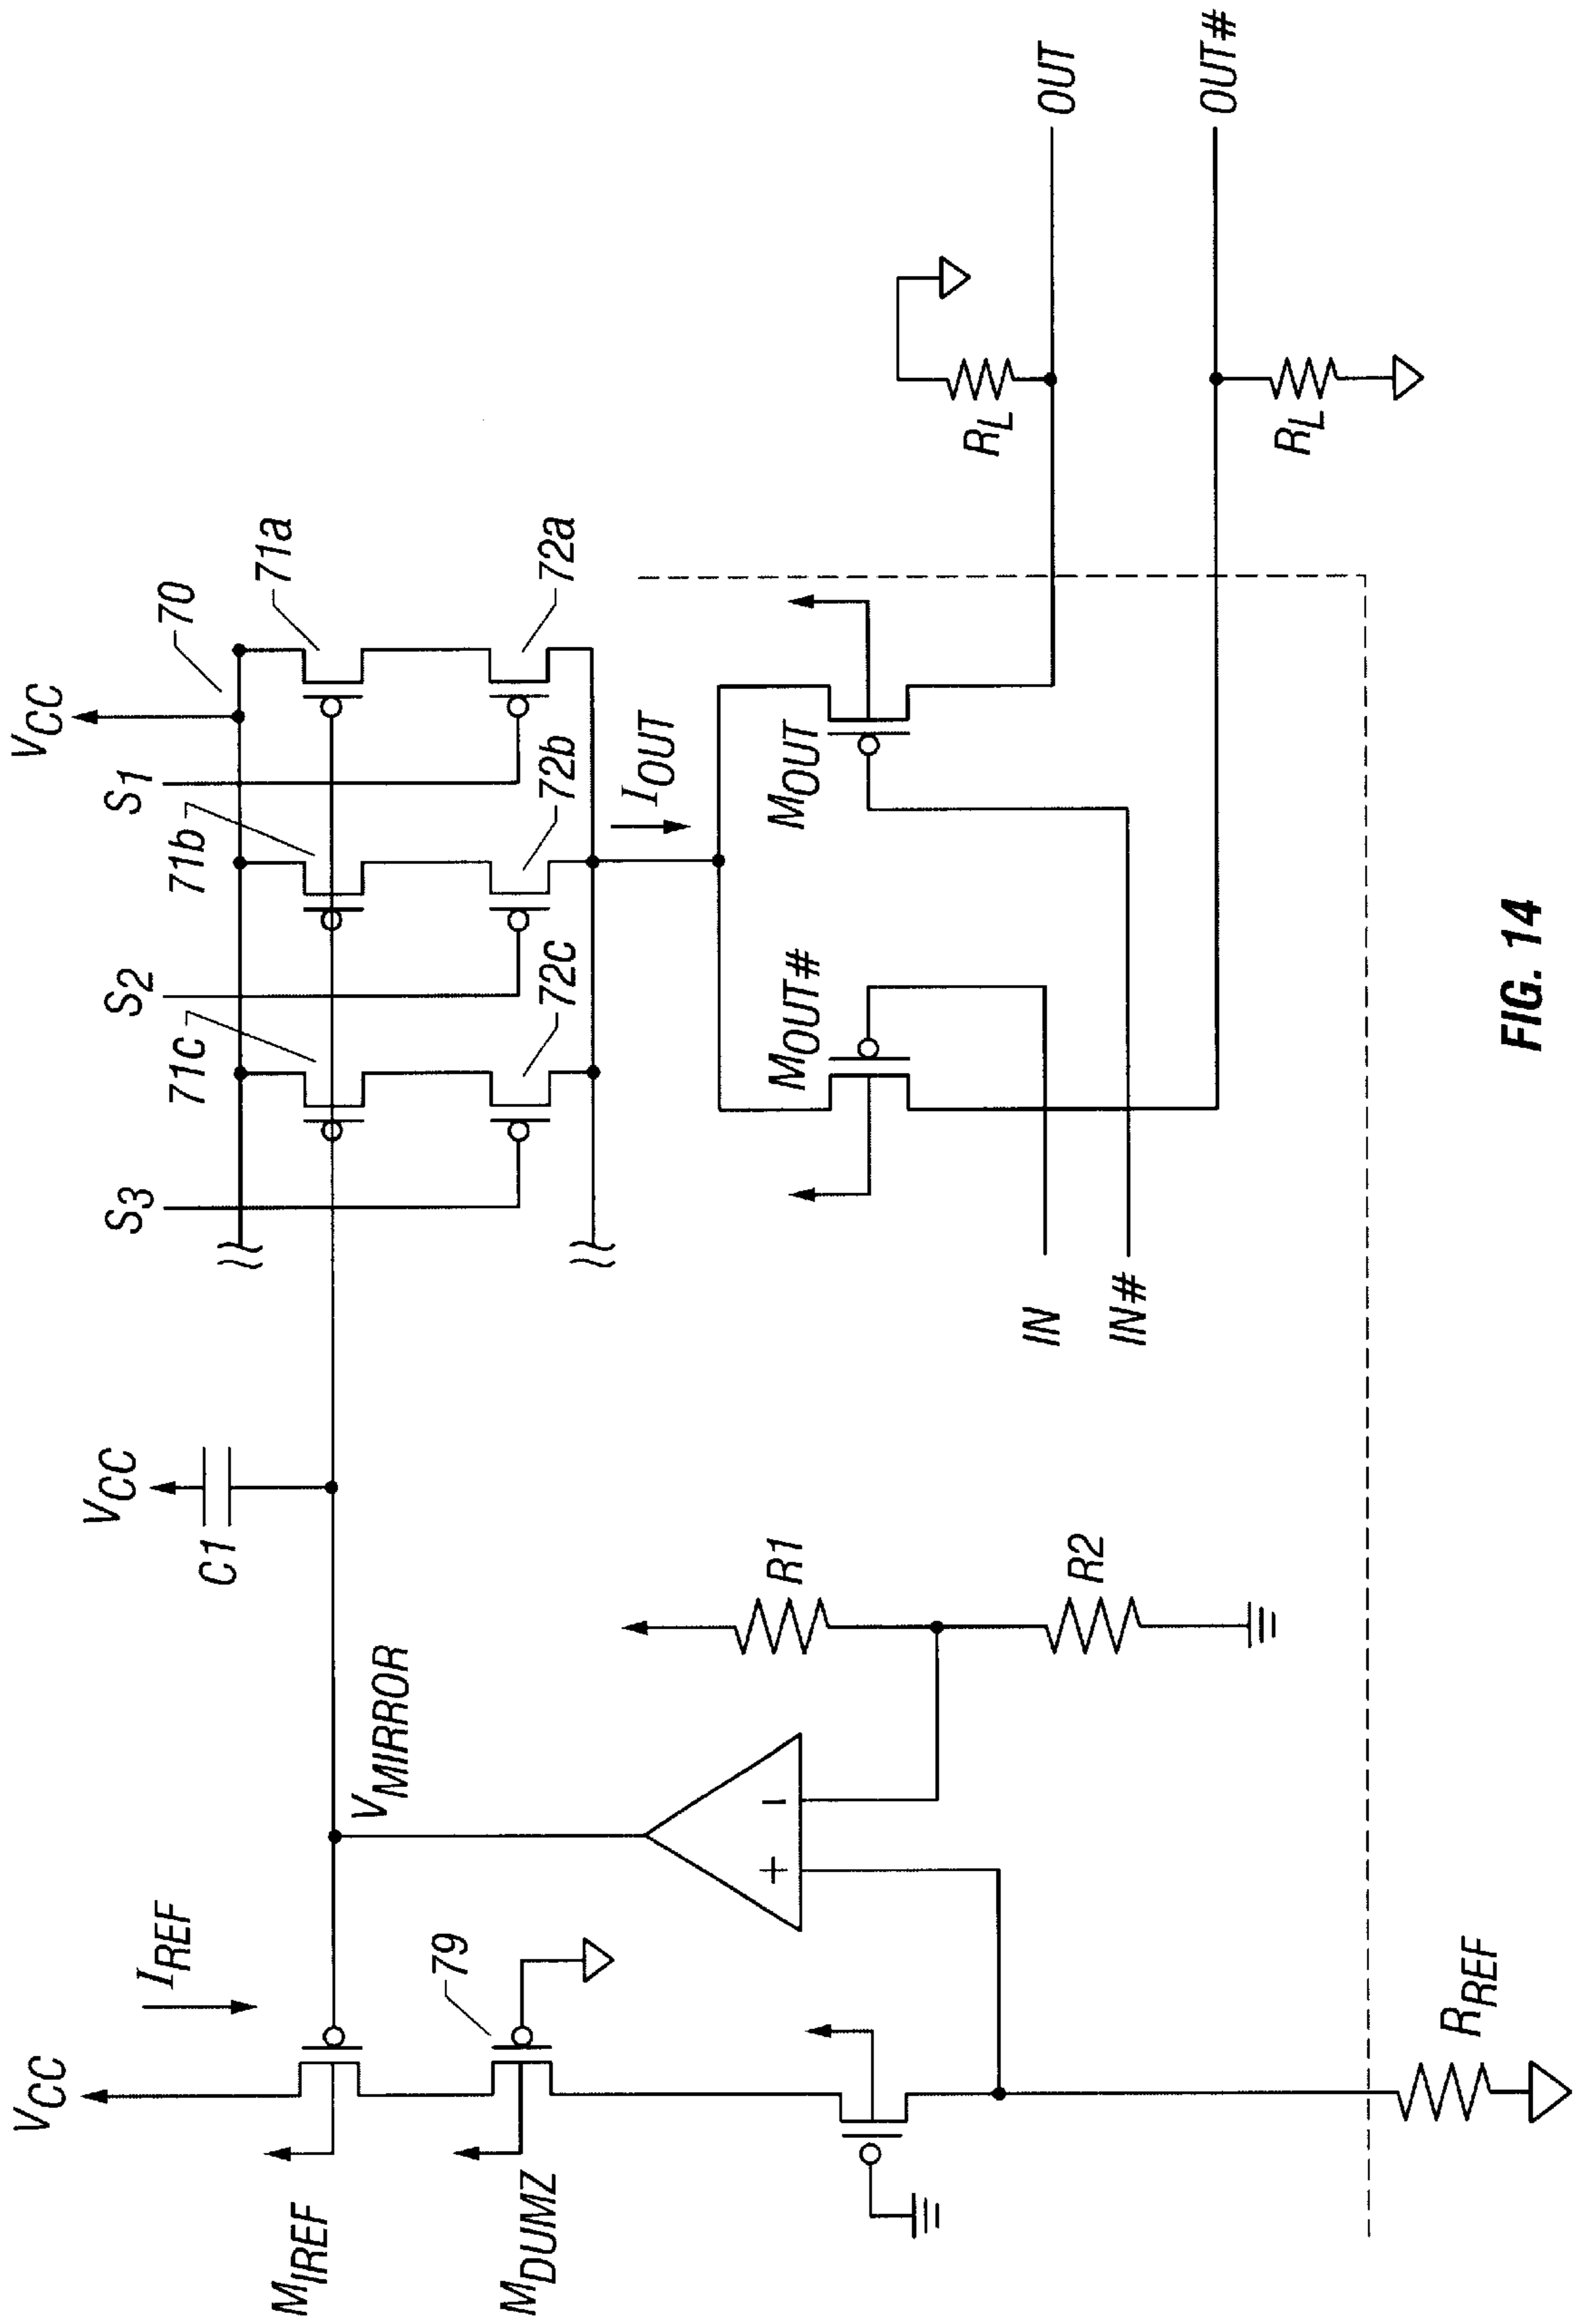 VCC
IREF
MIREF
79
MDUMZ
VMIRROR
VCC
C1
+
−
R1
R2
RREF
VCC
70
S3
S2
S1
71c
71b
71a
72c
72b
72a
IOUT
MOUT#
MOUT
IN
IN#
RL
RL
OUT
OUT#
FIG. 14